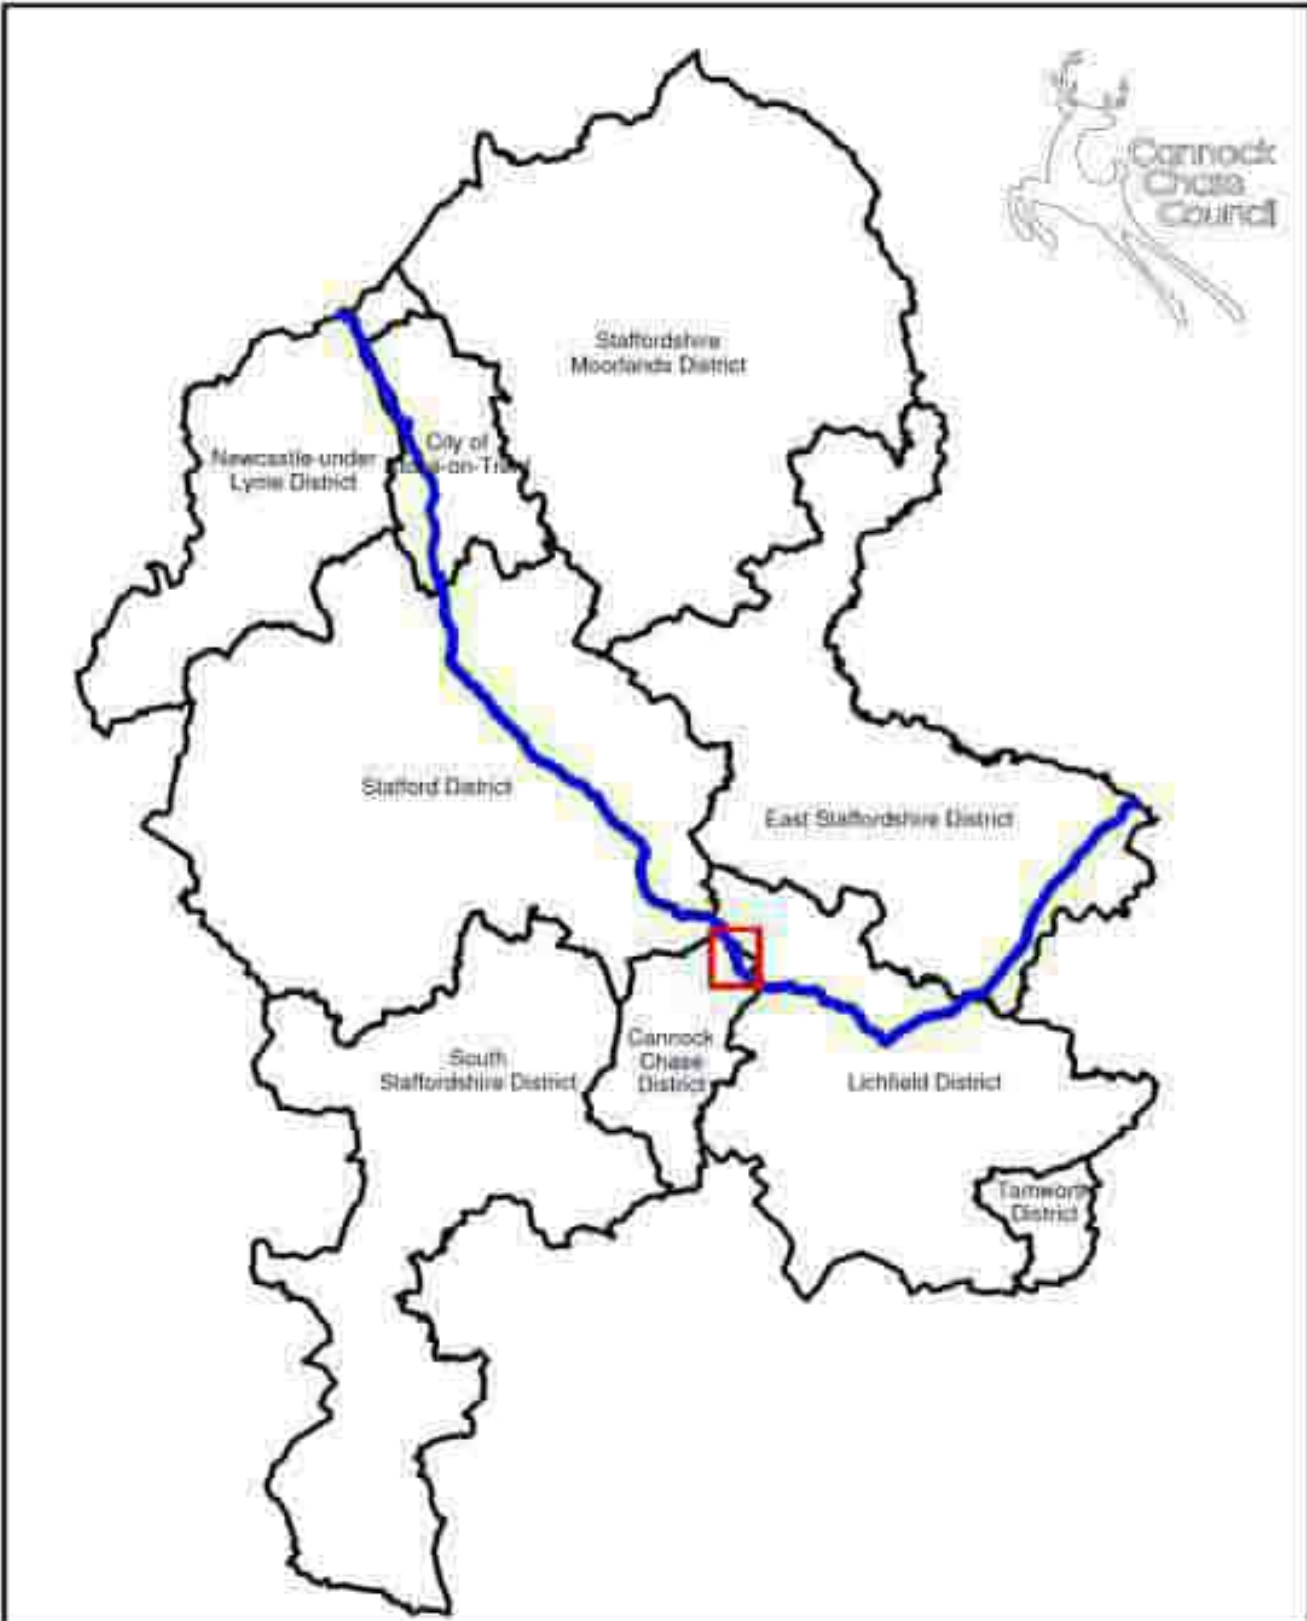 Cannock
Chase
Council
Staffordshire
Moorlands District
City of
Newcastle-under
Lyme District
Stafford District
East Staffordshire District
South
Staffordshire District
Cannock
Chase
District
Lichfield District
Tamworth
District